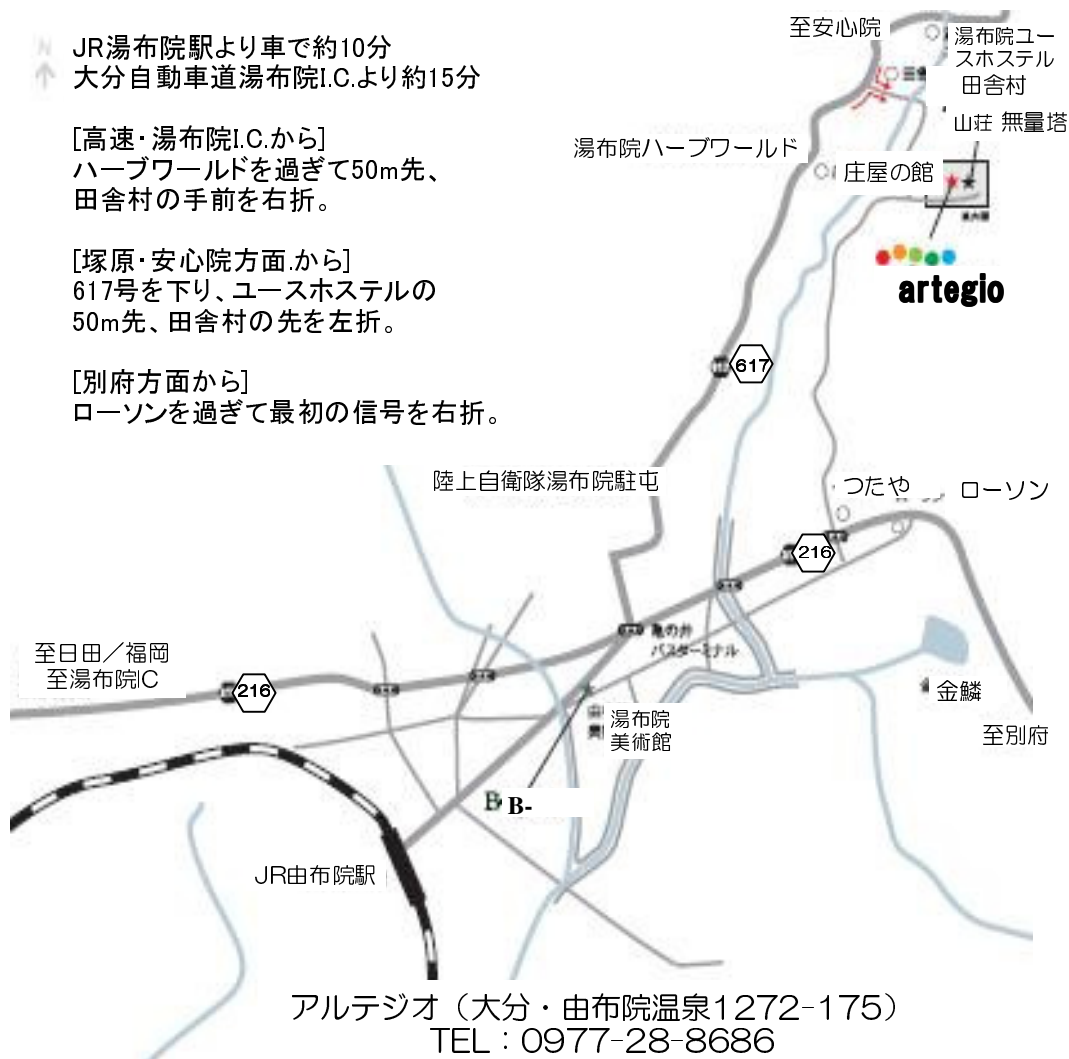 N
JR湯布院駅より車で約10分
大分自動車道湯布院I.C.より約15分
[高速・湯布院I.C.から]
ハーブワールドを過ぎて50m先、
田舎村の手前を右折。
[塚原・安心院方面.から]
617号を下り、ユースホステルの
50m先、田舎村の先を左折。
[別府方面から]
ローソンを過ぎて最初の信号を右折。
至安心院
湯布院ユー
スホステル
田舎村
山荘 無量塔
湯布院ハーブワールド
庄屋の館
artegio
617
陸上自衛隊湯布院駐屯
つたや
ローソン
216
亀の井
バスターミナル
至日田／福岡
至湯布院IC
216
湯布院
美術館
金鱗
至別府
B-
JR由布院駅
アルテジオ（大分・由布院温泉1272-175）
TEL：0977-28-8686